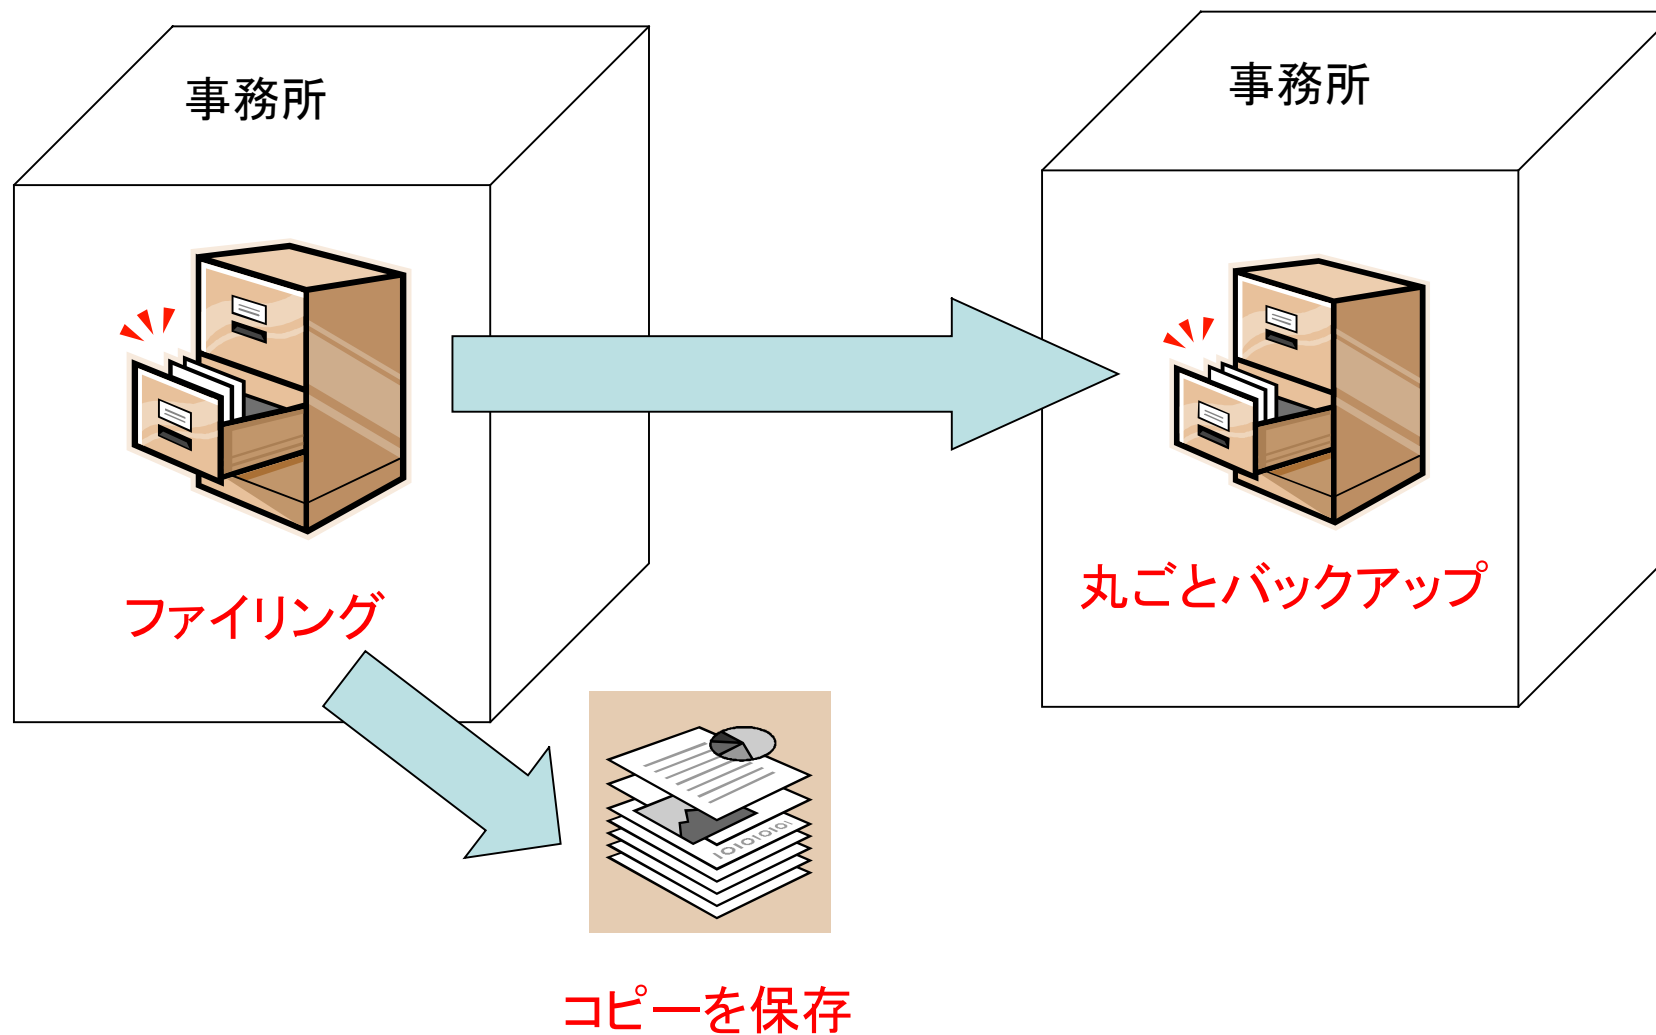 事務所
事務所
ファイリング
丸ごとバックアップ
コピーを保存